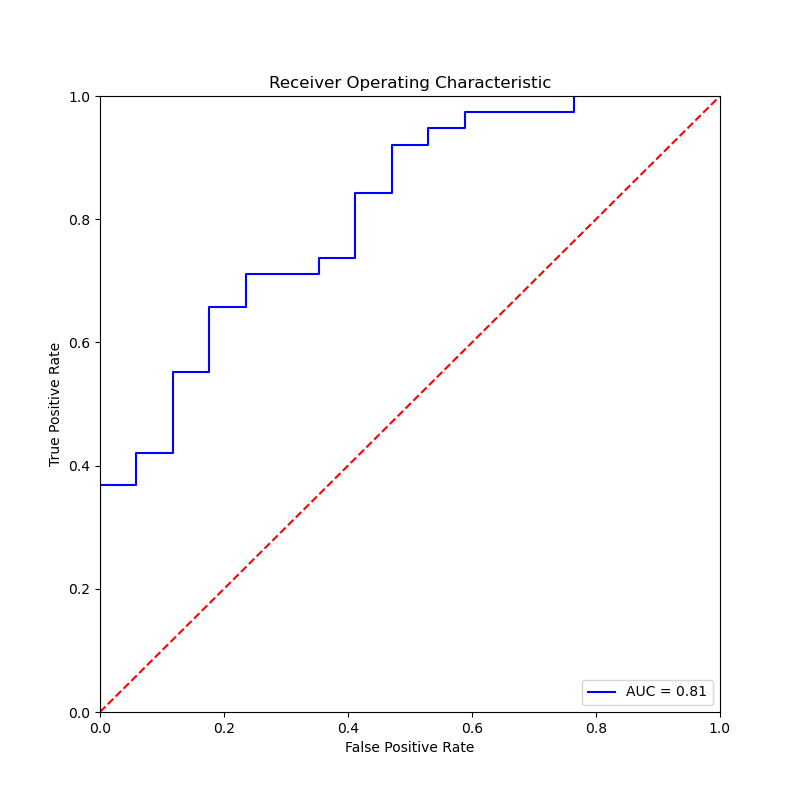 Receiver Operating Characteristic
1.0
0.8
0.6
0.4
0.2
0.0
True Positive Rate
AUC = 0.81
0.0 0.2 0.4 0.6 0.8 1.0
False Positive Rate